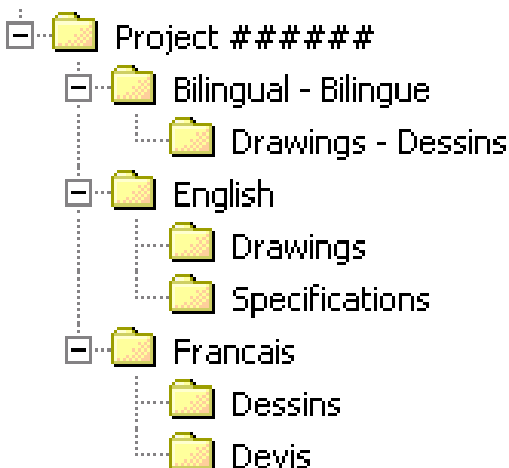 Project ######
Bilingual - Bilingue
Drawings - Dessins
English
Drawings
Specifications
Francais
Dessins
Devis